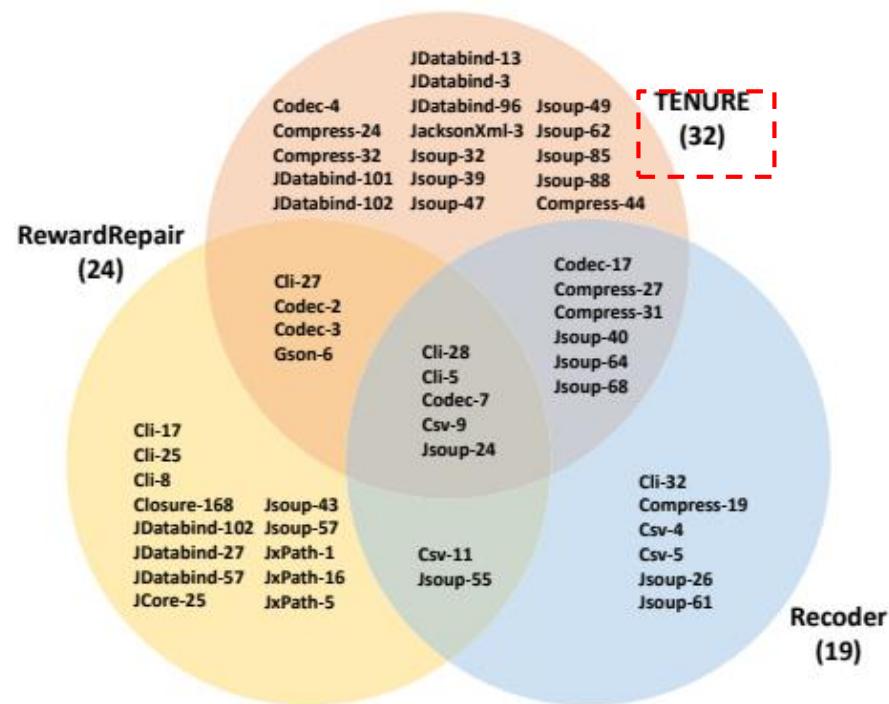 TENURE
(32)
JDatabind-13
JDatabind-3
JDatabind-96
JacksonXml-3
Jsoup-32
Jsoup-39
Jsoup-47
Codec-4
Compress-24
Compress-32
JDatabind-101
JDatabind-102
Jsoup-49
Jsoup-62
Jsoup-85
Jsoup-88
Compress-44
RewardRepair
(24)
Cli-27
Codec-2
Codec-3
Gson-6
Codec-17
Compress-27
Compress-31
Jsoup-40
Jsoup-64
Jsoup-68
Cli-28
Cli-5
Codec-7
Csv-9
Jsoup-24
Cli-17
Cli-25
Cli-8
Closure-168
JDatabind-102
JDatabind-27
JDatabind-57
JCore-25
Jsoup-43
Jsoup-57
JxPath-1
JxPath-16
JxPath-5
Csv-11
Jsoup-55
Cli-32
Compress-19
Csv-4
Csv-5
Jsoup-26
Jsoup-61
Recoder
(19)